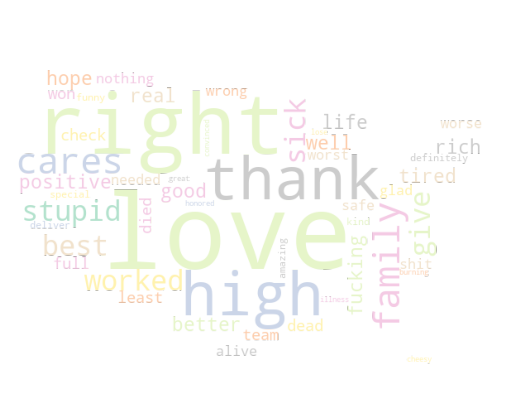 hope
nothing
won
funny
real
wrong
right
sick
life
worse
check
well
rich
cares
worst
definitely
thank
positive
needed
great
good
tired
glad
special
honored
stupid
died
love
safe
kind
give
family
deliver
best
full
amazing
fucking
shit
burning
worked
high
least
illness
better
team
dead
alive